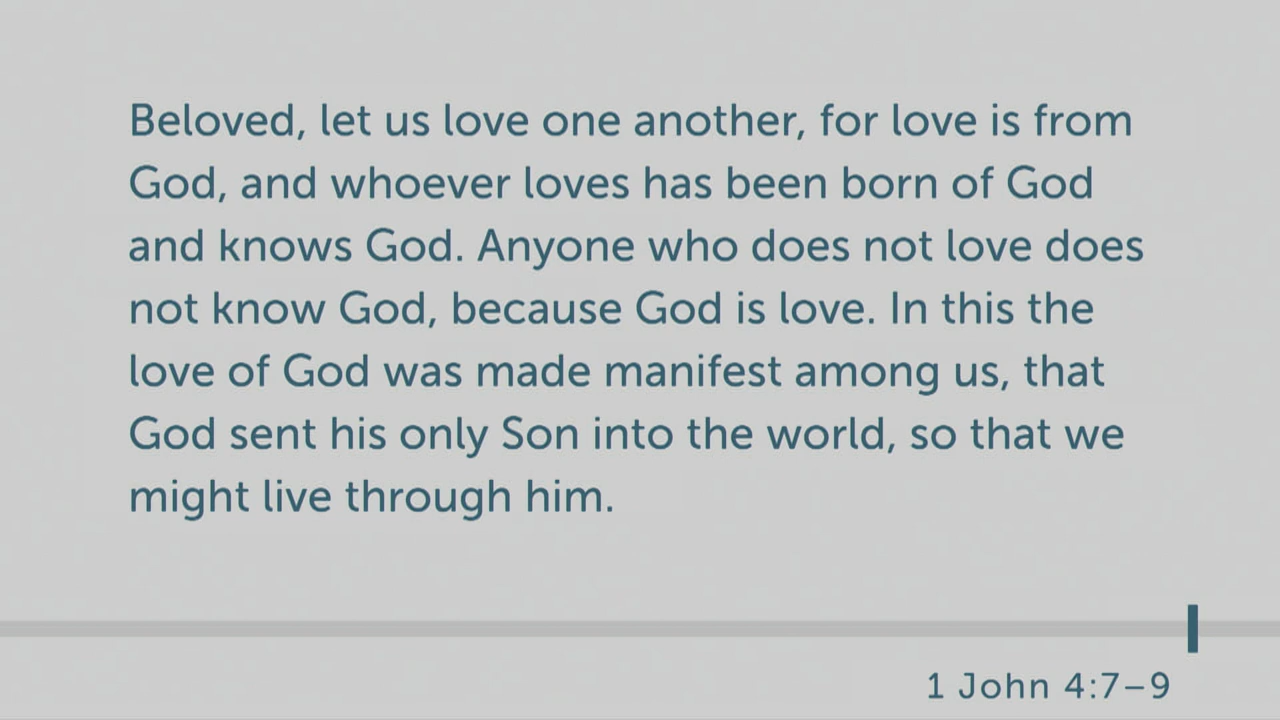 Beloved, let us love one another, for love is from
God, and whoever loves has been born of God
and knows God. Anyone who does not love does
not know God, because God is love. In this the
love of God was made manifest among us, that
God sent his only Son into the world, so that we
might live through him.
1 John 4:7–9